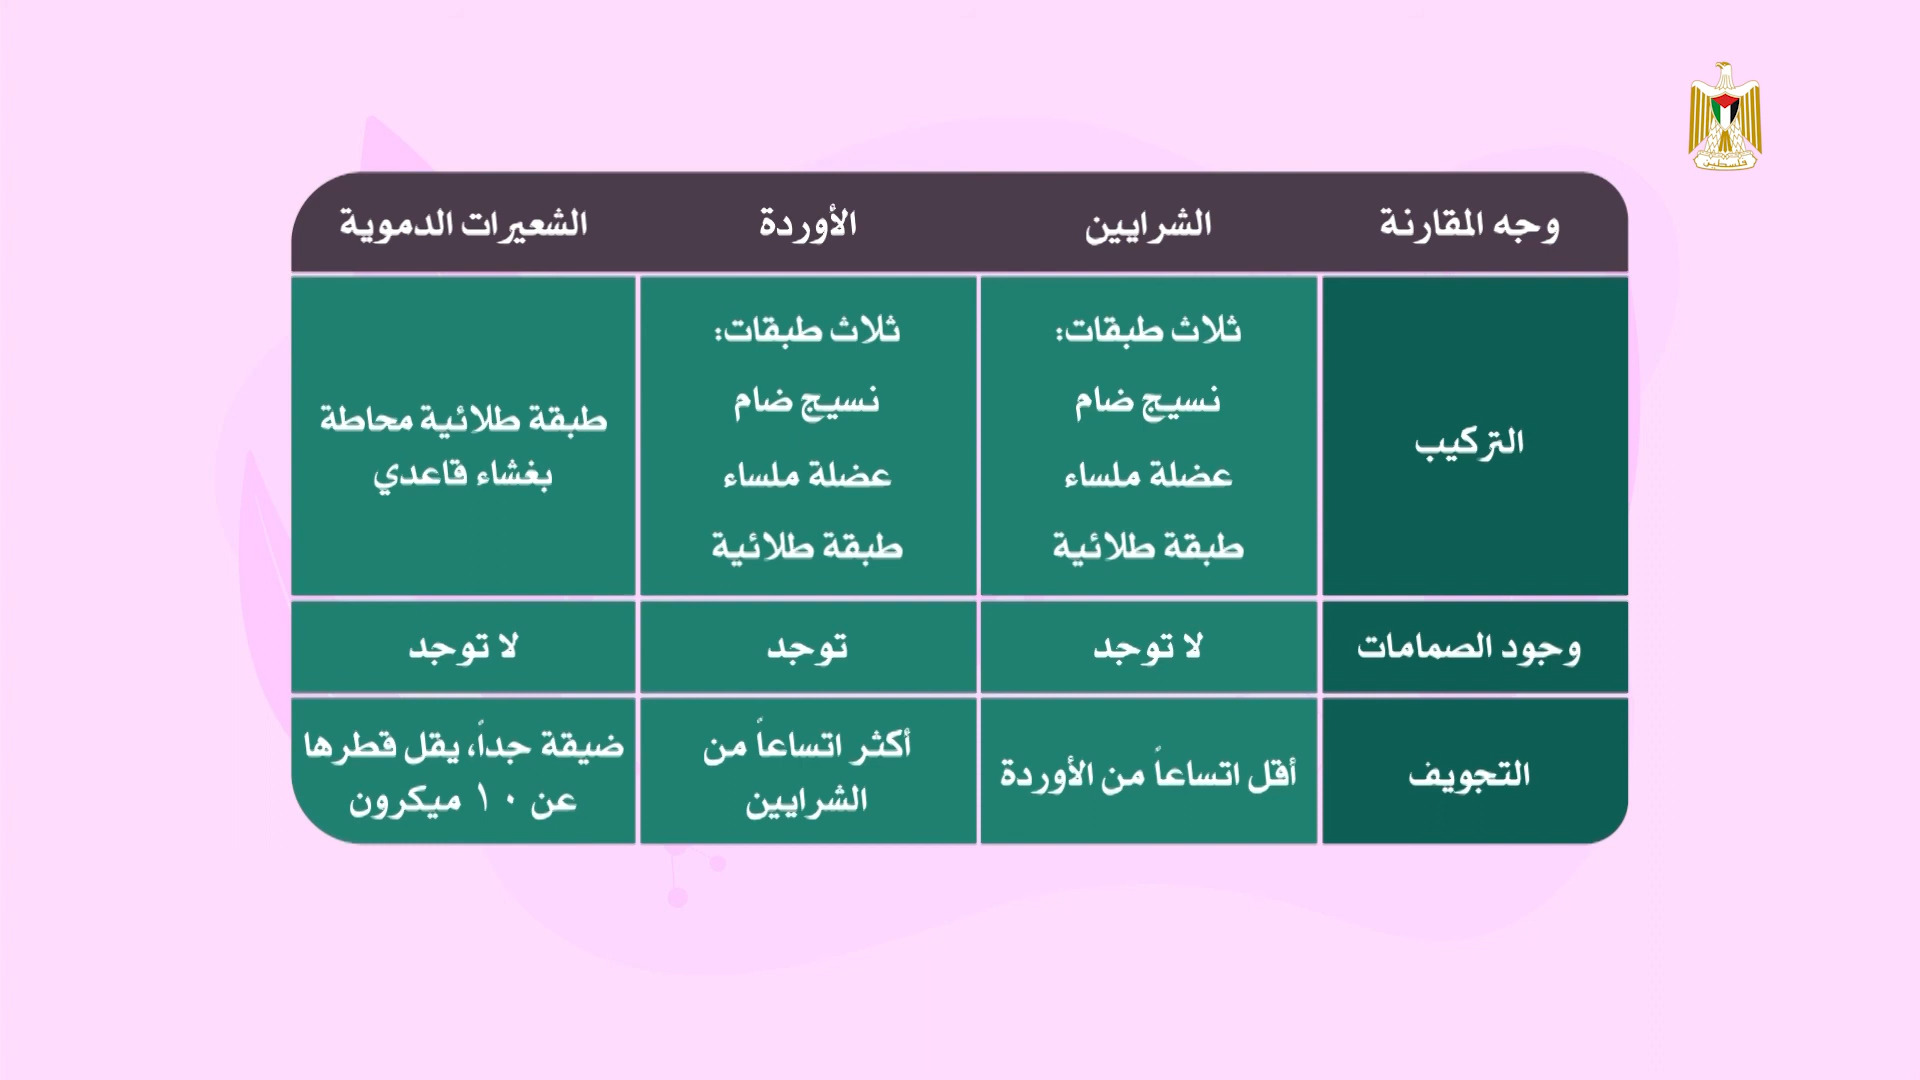 فلسطين
وجه المقارنة
الشرايين
الأوردة
الشعيرات الدموية
التركيب
ثلاث طبقات:
نسيج ضام
عضلة ملساء
طبقة طلائية
ثلاث طبقات:
نسيج ضام
عضلة ملساء
طبقة طلائية
طبقة طلائية محاطة
بغشاء قاعدي
وجود الصمامات
لا توجد
توجد
لا توجد
التجويف
أقل اتساعاً من الأوردة
أكثر اتساعاً من
الشرايين
ضيقة جداً، يقل قطرها
عن ١٠ ميكرون